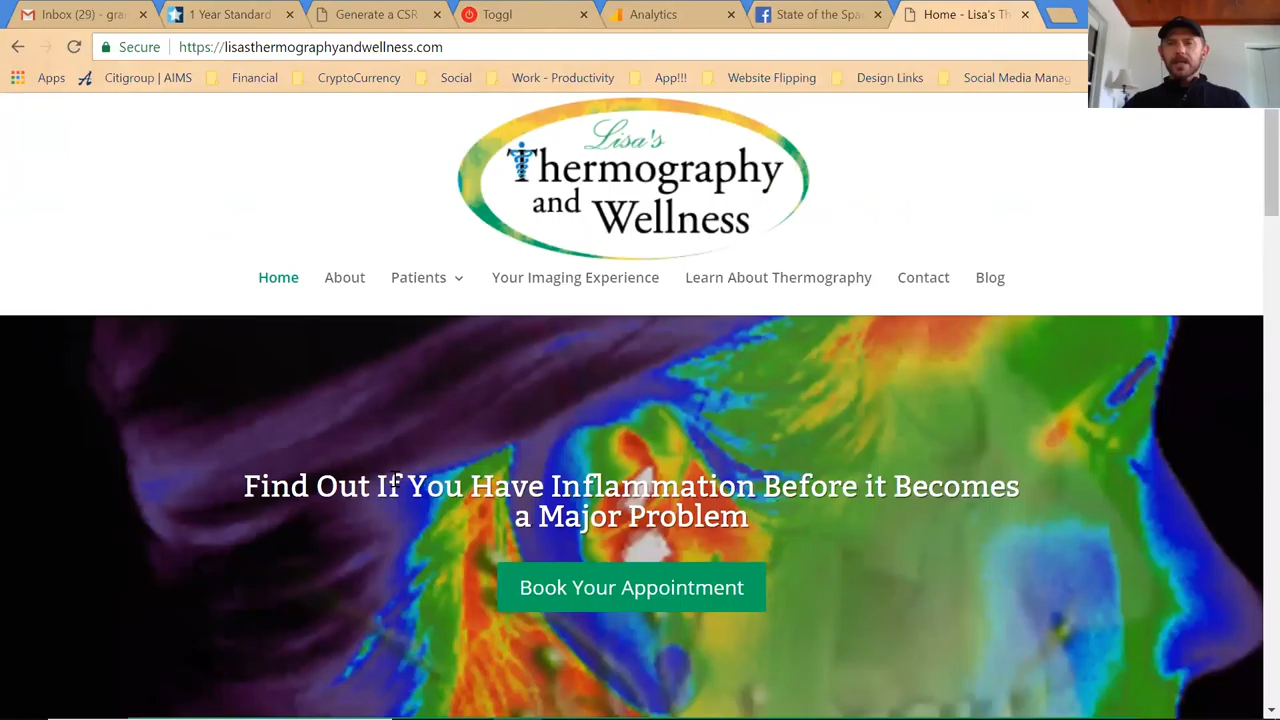 Inbox (29) - gra
1 Year Standard
Generate a CSR
Toggl
Analytics
State of the Spa
Home - Lisa's Th
Secure
https://lisasthermographyandwellness.com
Apps
Citigroup | AIMS
Financial
CryptoCurrency
Social
Work - Productivity
App!!!
Website Flipping
Design Links
Social Media Manag
Lisa's
Thermography
and Wellness
Home
About
Patients
Your Imaging Experience
Learn About Thermography
Contact
Blog
Find Out If You Have Inflammation Before it Becomes
a Major Problem
Book Your Appointment